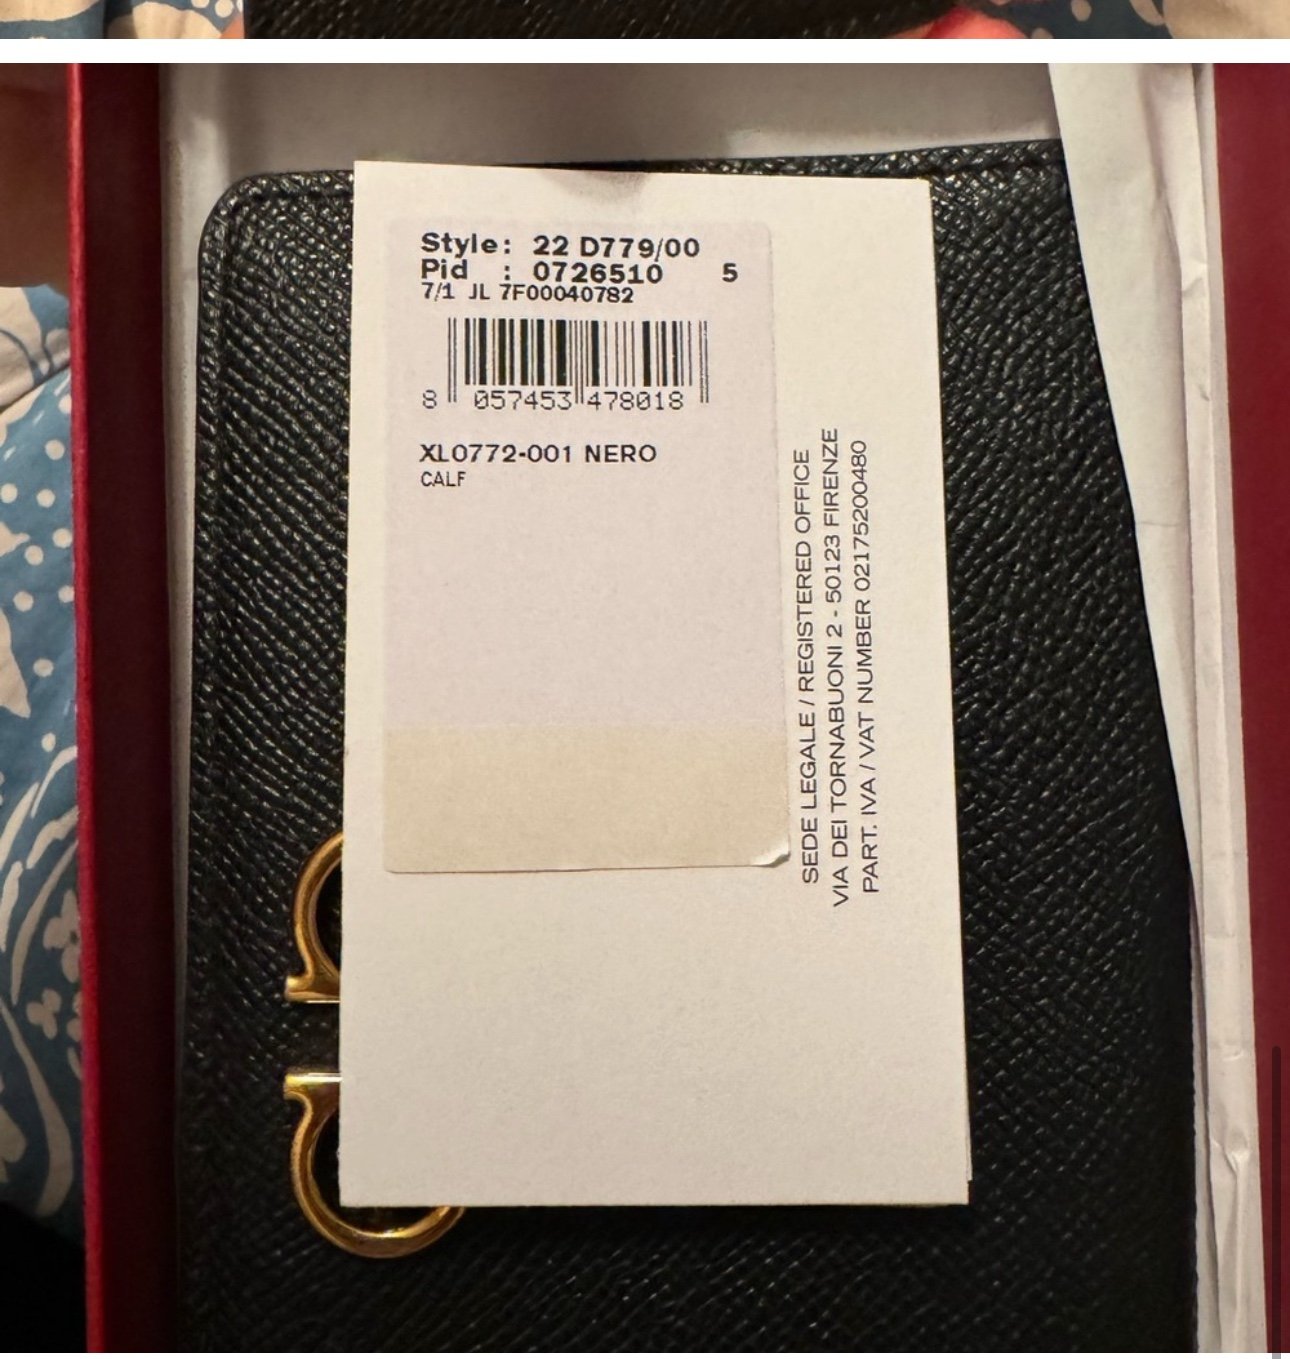 Style: 22 D779/00
Pid : 0726510 5
7/1 JL 7F00040782
8 057453 478018
XL0772-001 NERO
CALF
SEDE LEGALE / REGISTERED OFFICE
VIA DEI TORNABUONI 2 - 50123 FIRENZE
PART. IVA / VAT NUMBER 02175200480